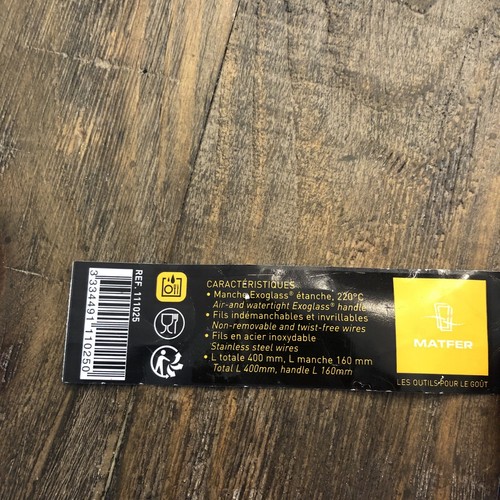 3 334491 110250
REF. 111025
CARACTÉRISTIQUES
• Manche Exoglass® étanche, 220°C
Air-and watertight Exoglass® handle
• Fils indémanchables et invrillables
Non-removable and twist-free wires
• Fils en acier inoxydable
Stainless steel wires
• L totale 400 mm, L manche 160 mm
Total L 400mm, handle L 160mm
MATFER
LES OUTILS POUR LE GOÛT